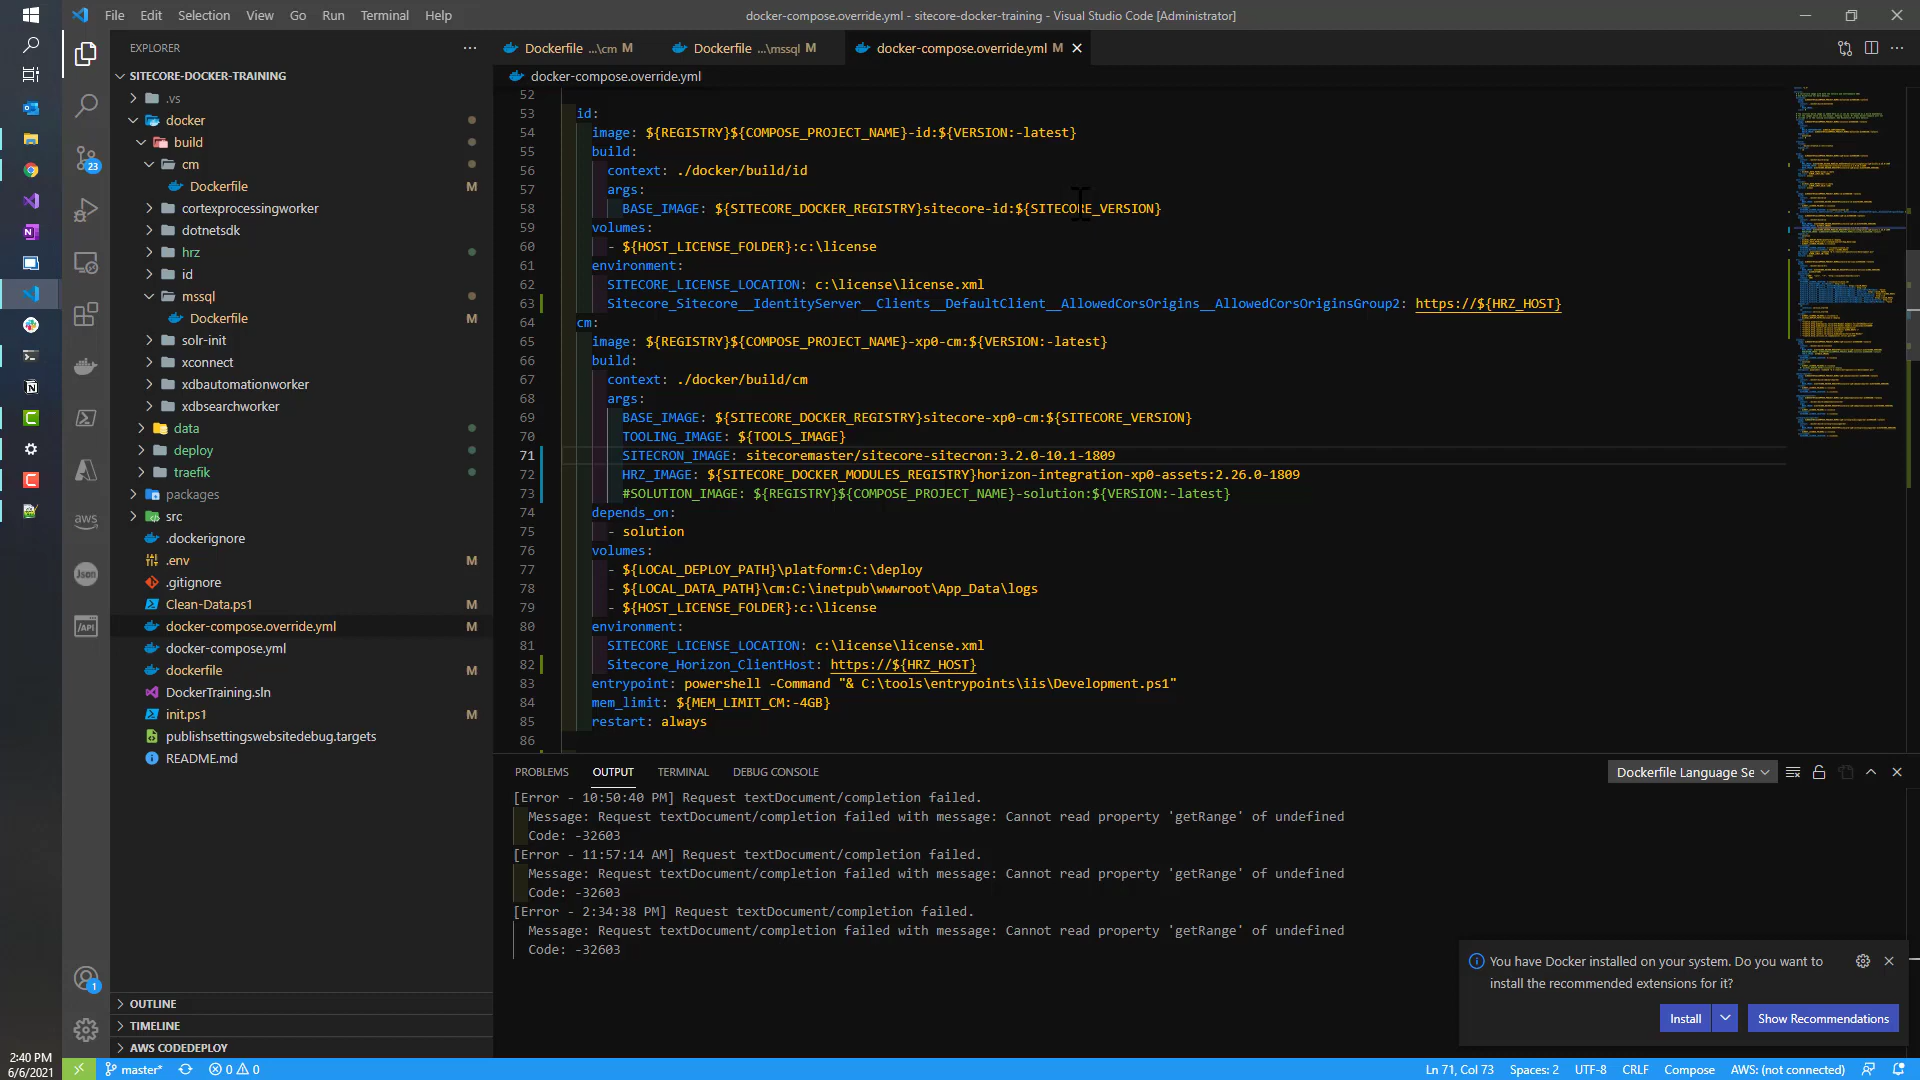 File Edit Selection View Go Run Terminal Help
docker-compose.override.yml - sitecore-docker-training - Visual Studio Code [Administrator]
EXPLORER
Dockerfile ...\cm M
Dockerfile ...\mssql M
docker-compose.override.yml M
SITECORE-DOCKER-TRAINING
.vs
docker
build
cm
Dockerfile M
cortexprocessingworker
dotnetsdk
hrz
id
mssql
Dockerfile M
solr-init
xconnect
xdbautomationworker
xdbsearchworker
data
deploy
traefik
packages
src
.dockerignore
.env M
.gitignore
Clean-Data.ps1 M
docker-compose.override.yml M
docker-compose.yml
dockerfile M
DockerTraining.sln
init.ps1 M
publishsettingswebsitedebug.targets
README.md
OUTLINE
TIMELINE
AWS CODEDEPLOY
23
aws
Json
/API
1
docker-compose.override.yml
52
53 id:
54 image: ${REGISTRY}${COMPOSE_PROJECT_NAME}-id:${VERSION:-latest}
55 build:
56 context: ./docker/build/id
57 args:
58 BASE_IMAGE: ${SITECORE_DOCKER_REGISTRY}sitecore-id:${SITECORE_VERSION}
59 volumes:
60 - ${HOST_LICENSE_FOLDER}:c:\license
61 environment:
62 SITECORE_LICENSE_LOCATION: c:\license\license.xml
63 Sitecore_Sitecore__IdentityServer__Clients__DefaultClient__AllowedCorsOrigins__AllowedCorsOriginsGroup2: https://${HRZ_HOST}
64 cm:
65 image: ${REGISTRY}${COMPOSE_PROJECT_NAME}-xp0-cm:${VERSION:-latest}
66 build:
67 context: ./docker/build/cm
68 args:
69 BASE_IMAGE: ${SITECORE_DOCKER_REGISTRY}sitecore-xp0-cm:${SITECORE_VERSION}
70 TOOLING_IMAGE: ${TOOLS_IMAGE}
71 SITECRON_IMAGE: sitecoremaster/sitecore-sitecron:3.2.0-10.1-1809
72 HRZ_IMAGE: ${SITECORE_DOCKER_MODULES_REGISTRY}horizon-integration-xp0-assets:2.26.0-1809
73 #SOLUTION_IMAGE: ${REGISTRY}${COMPOSE_PROJECT_NAME}-solution:${VERSION:-latest}
74 depends_on:
75 - solution
76 volumes:
77 - ${LOCAL_DEPLOY_PATH}\platform:C:\deploy
78 - ${LOCAL_DATA_PATH}\cm:C:\inetpub\wwwroot\App_Data\logs
79 - ${HOST_LICENSE_FOLDER}:c:\license
80 environment:
81 SITECORE_LICENSE_LOCATION: c:\license\license.xml
82 Sitecore_Horizon_ClientHost: https://${HRZ_HOST}
83 entrypoint: powershell -Command "& C:\tools\entrypoints\iis\Development.ps1"
84 mem_limit: ${MEM_LIMIT_CM:-4GB}
85 restart: always
86
PROBLEMS OUTPUT TERMINAL DEBUG CONSOLE
Dockerfile Language Se
[Error - 10:50:40 PM] Request textDocument/completion failed.
Message: Request textDocument/completion failed with message: Cannot read property 'getRange' of undefined
Code: -32603
[Error - 11:57:14 AM] Request textDocument/completion failed.
Message: Request textDocument/completion failed with message: Cannot read property 'getRange' of undefined
Code: -32603
[Error - 2:34:38 PM] Request textDocument/completion failed.
Message: Request textDocument/completion failed with message: Cannot read property 'getRange' of undefined
Code: -32603
You have Docker installed on your system. Do you want to
install the recommended extensions for it?
Install
Show Recommendations
2:40 PM
6/6/2021
master* 0 0
Ln 71, Col 73 Spaces: 2 UTF-8 CRLF Compose AWS: (not connected)